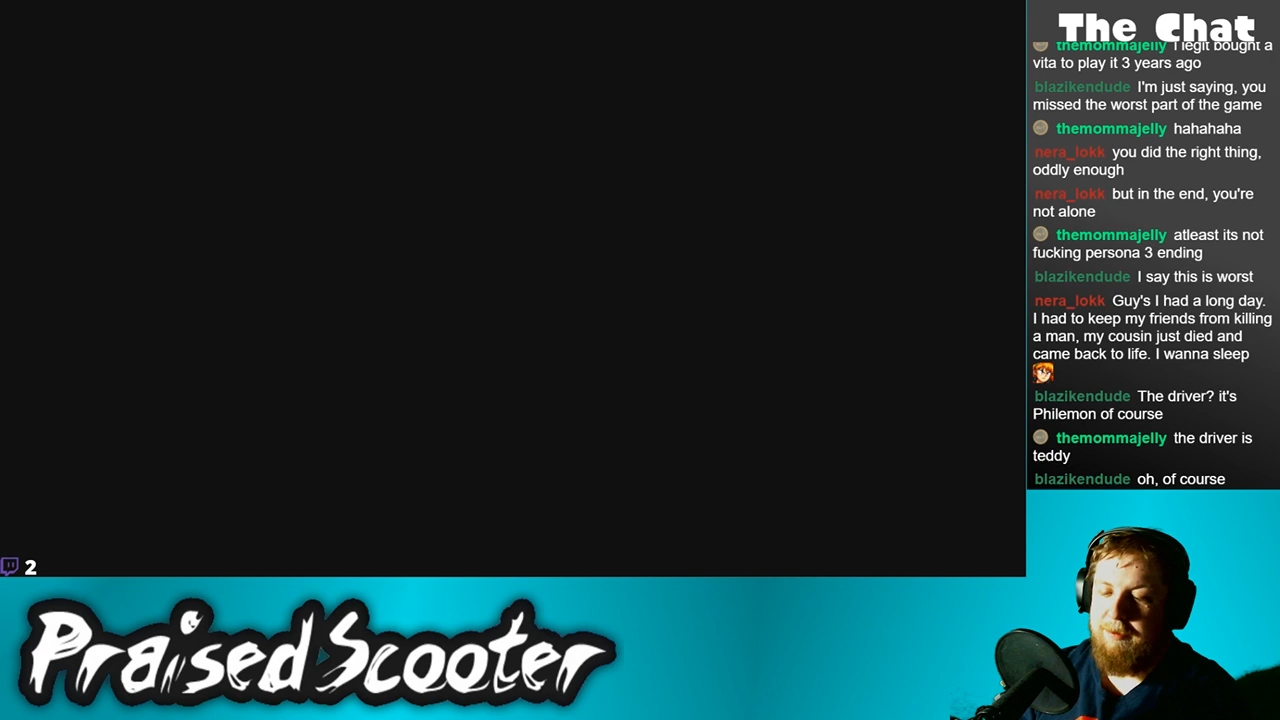 The Chat
themommajelly I legit bought a
vita to play it 3 years ago
blazikendude I'm just saying, you
missed the worst part of the game
themommajelly hahahaha
nera_lokk you did the right thing,
oddly enough
nera_lokk but in the end, you're
not alone
themommajelly atleast its not
fucking persona 3 ending
blazikendude I say this is worst
nera_lokk Guy's I had a long day.
I had to keep my friends from killing
a man, my cousin just died and
came back to life. I wanna sleep
blazikendude The driver? it's
Philemon of course
themommajelly the driver is
teddy
blazikendude oh, of course
2
PraisedScooter